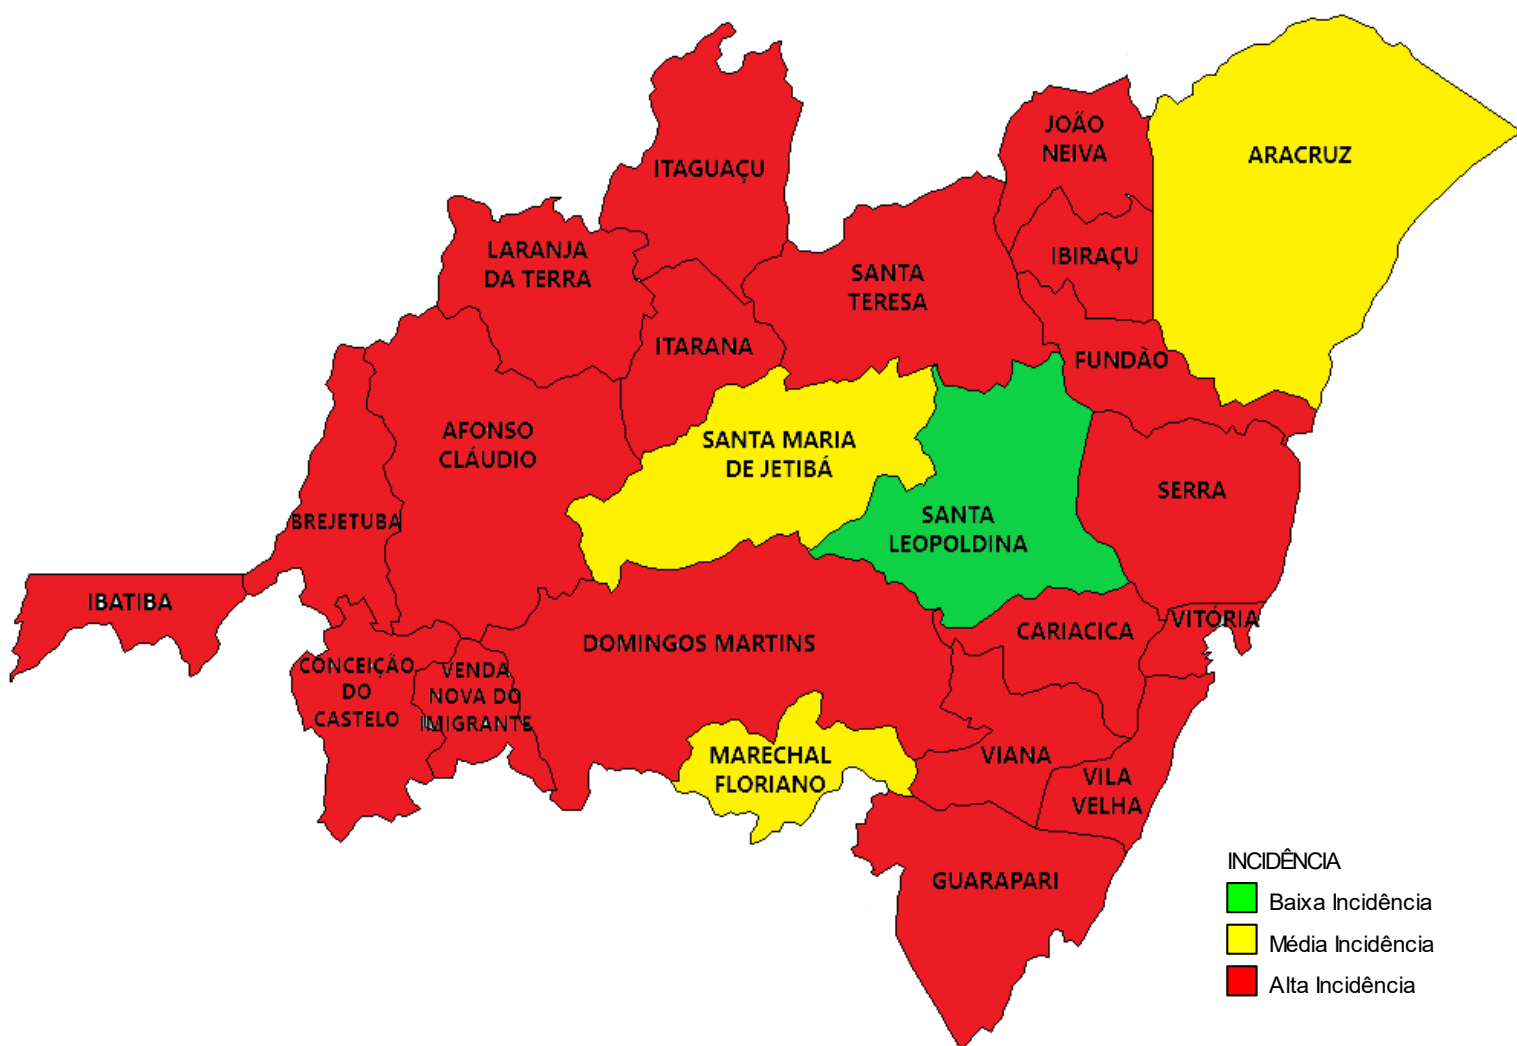 JOÃO
NEIVA
ARACRUZ
ITAGUAÇU
LARANJA
DA TERRA
SANTA
TERESA
IBIRAÇU
ITARANA
FUNDÃO
AFONSO
CLÁUDIO
SANTA MARIA
DE JETIBÁ
SERRA
BREJETUBA
SANTA
LEOPOLDINA
IBATIBA
VITÓRIA
CARIACICA
DOMINGOS MARTINS
CONCEIÇÃO
DO
CASTELO
VENDA
NOVA DO
IMIGRANTE
MARECHAL
FLORIANO
VIANA
VILA
VELHA
GUARAPARI
INCIDÊNCIA
Baixa Incidência
Média Incidência
Alta Incidência